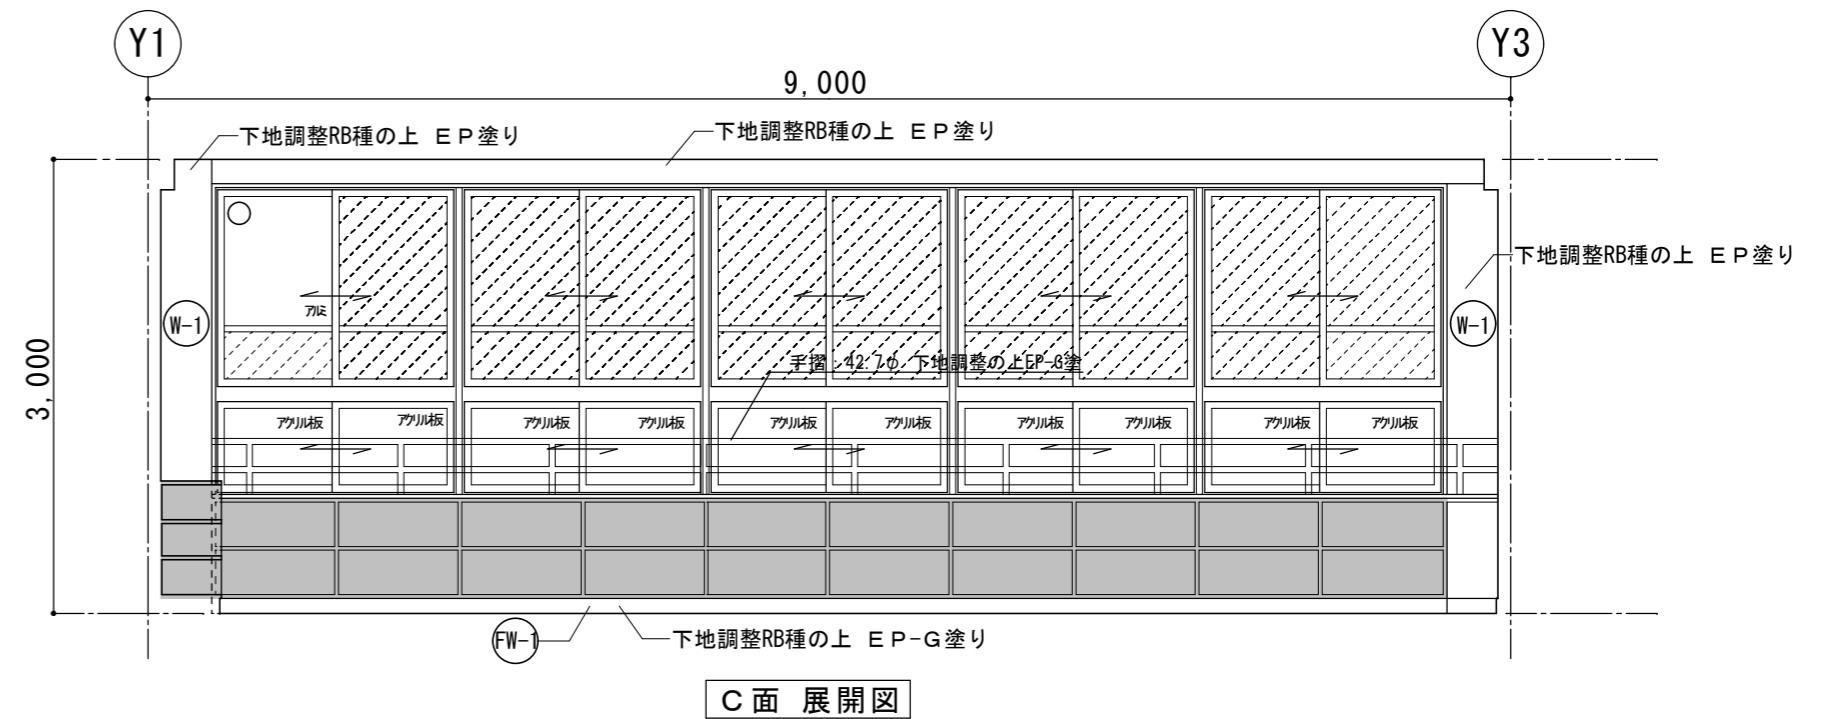 Y1
Y3
9,000
下地調整RB種の上 ＥＰ塗り
下地調整RB種の上 ＥＰ塗り
下地調整RB種の上 ＥＰ塗り
3,000
W-1
アルミ
W-1
手摺：42.7φ 下地調整の上EP-G塗
アクリル板
アクリル板
アクリル板
アクリル板
アクリル板
アクリル板
アクリル板
アクリル板
アクリル板
アクリル板
FW-1
下地調整RB種の上 ＥＰ-Ｇ塗り
Ｃ面 展開図